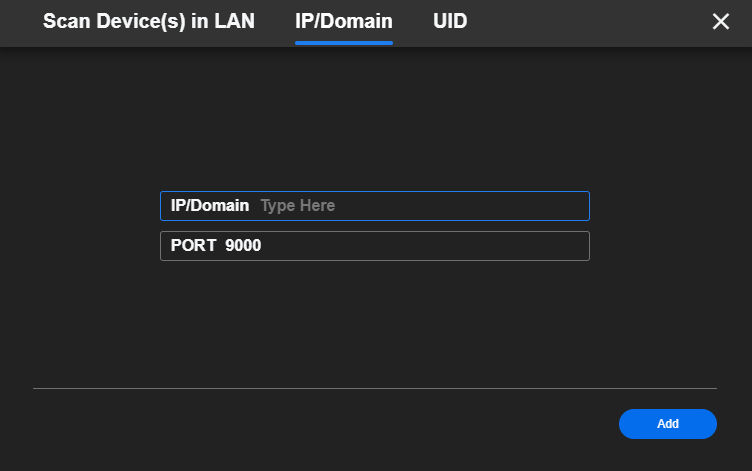 Scan Device(s) in LAN IP/Domain UID
IP/Domain Type Here
PORT 9000
Add